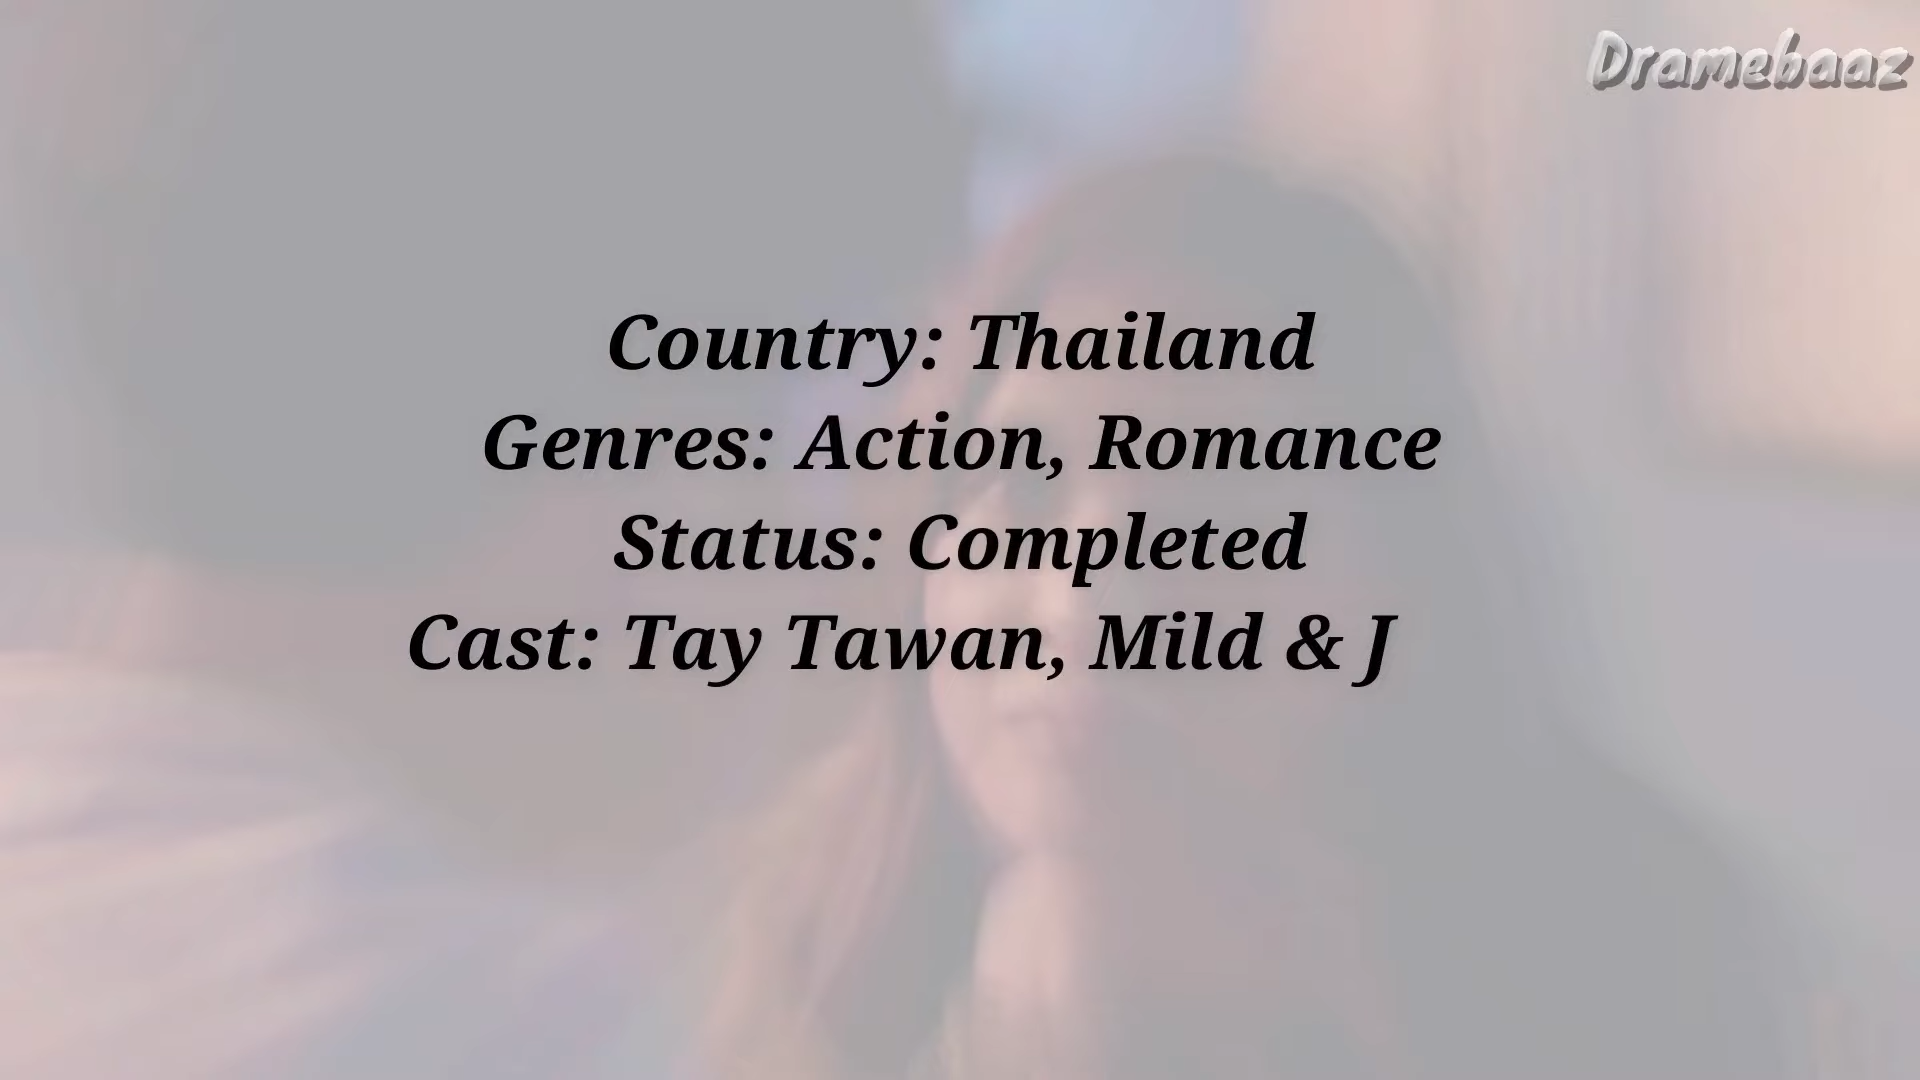 Dramebaaz
Country: Thailand
Genres: Action, Romance
Status: Completed
Cast: Tay Tawan, Mild & J